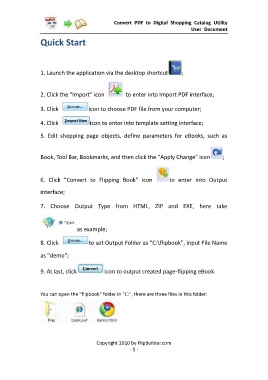 Convert PDF to Digital Shopping Catalog Utility
User Document
Quick Start
1. Launch the application via the desktop shortcut ;
2. Click the "Import" icon to enter into Import PDF interface;
3. Click Browse... icon to choose PDF file from your computer;
4. Click Import Now icon to enter into template setting interface;
5. Edit shopping page objects, define parameters for eBooks, such as
Book, Tool Bar, Bookmarks, and then click the "Apply Change" icon ;
6. Click "Convert to Flipping Book" icon to enter into Output
interface;
7. Choose Output Type from HTML, ZIP and EXE, here take
*.html
as example;
8. Click Browse... to set Output Folder as "C:\flipbook", input File Name
as "demo";
9. At last, click Convert icon to output created page-flipping eBook.
You can open the "flipbook" folder in "C:", there are three files in this folder:
files book.swf demo.html
Copyright 2010 by FlipBuilder.com
- 5 -